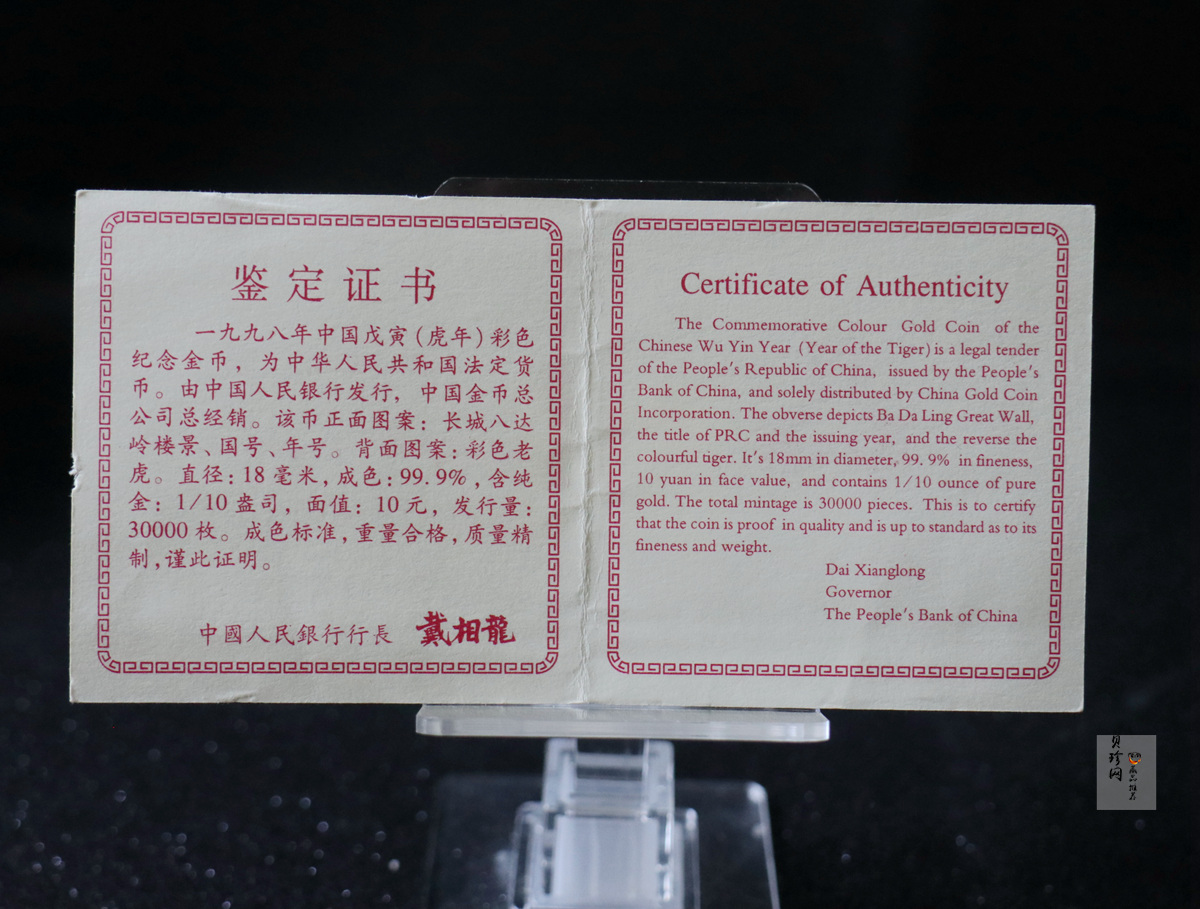 鉴定证书
一九九八年中国戊寅(虎年)彩色
纪念金币，为中华人民共和国法定货
币。由中国人民银行发行，中国金币总
公司总经销。该币正面图案：长城八达
岭楼景、国号、年号。背面图案：彩色老
虎。直径：18毫米，成色：99.9%，含纯
金：1/10盎司，面值：10元，发行量：
30000枚。成色标准，重量合格，质量精
制，谨此证明。
中國人民銀行行長 戴相龍
Certificate of Authenticity
The Commemorative Colour Gold Coin of the
Chinese Wu Yin Year (Year of the Tiger) is a legal tender
of the People's Republic of China, issued by the People's
Bank of China, and solely distributed by China Gold Coin
Incorporation. The obverse depicts Ba Da Ling Great Wall,
the title of PRC and the issuing year, and the reverse the
colourful tiger. It's 18mm in diameter, 99.9% in fineness,
10 yuan in face value, and contains 1/10 ounce of pure
gold. The total mintage is 30000 pieces. This is to certify
that the coin is proof in quality and is up to standard as to its
fineness and weight.
Dai Xianglong
Governor
The People's Bank of China
贝珍网